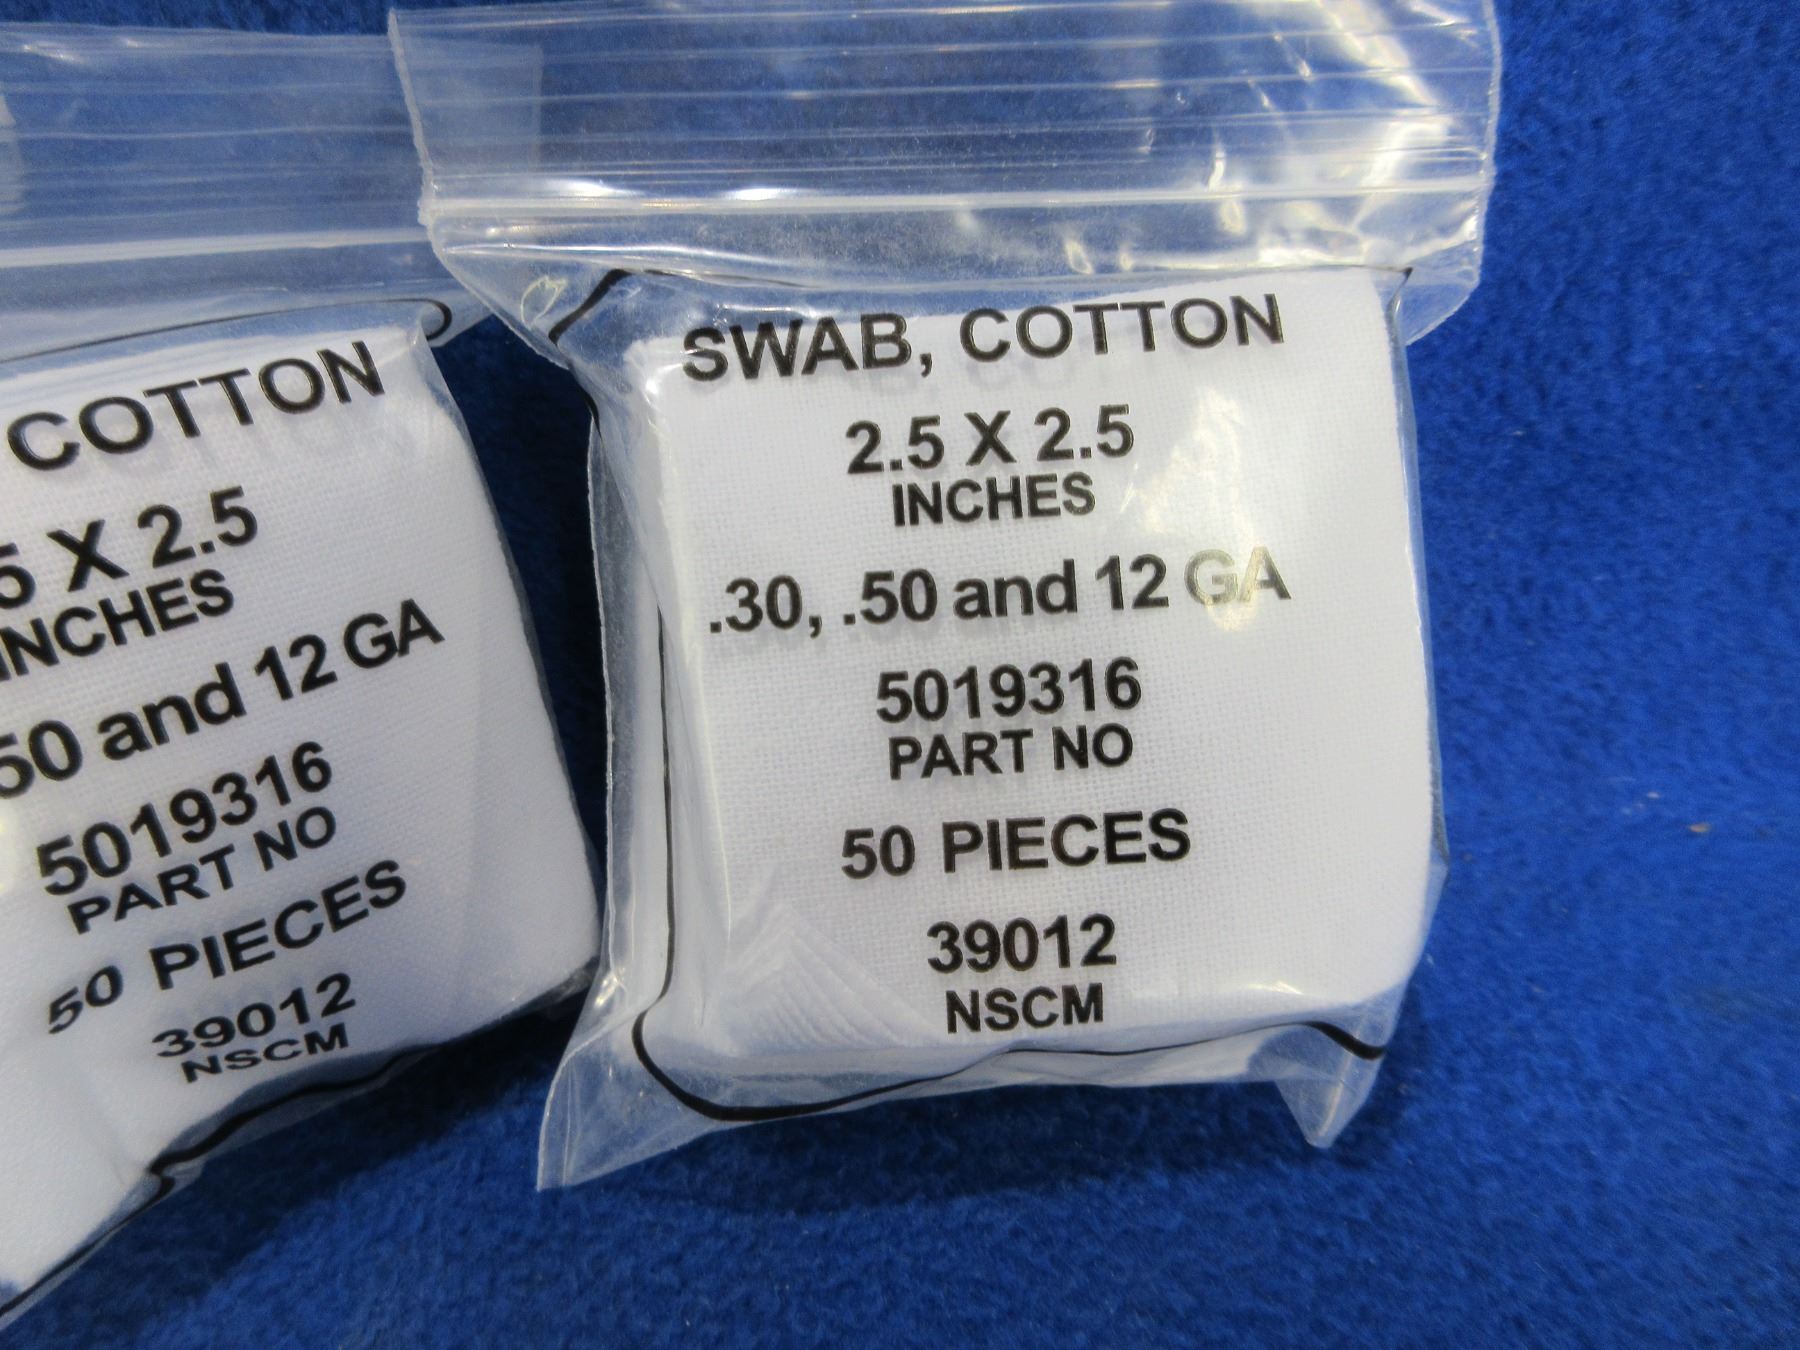 COTTON
5 X 2.5
INCHES
50 and 12 GA
5019316
PART NO
50 PIECES
39012
NSCM
SWAB, COTTON
2.5 X 2.5
INCHES
.30, .50 and 12 GA
5019316
PART NO
50 PIECES
39012
NSCM